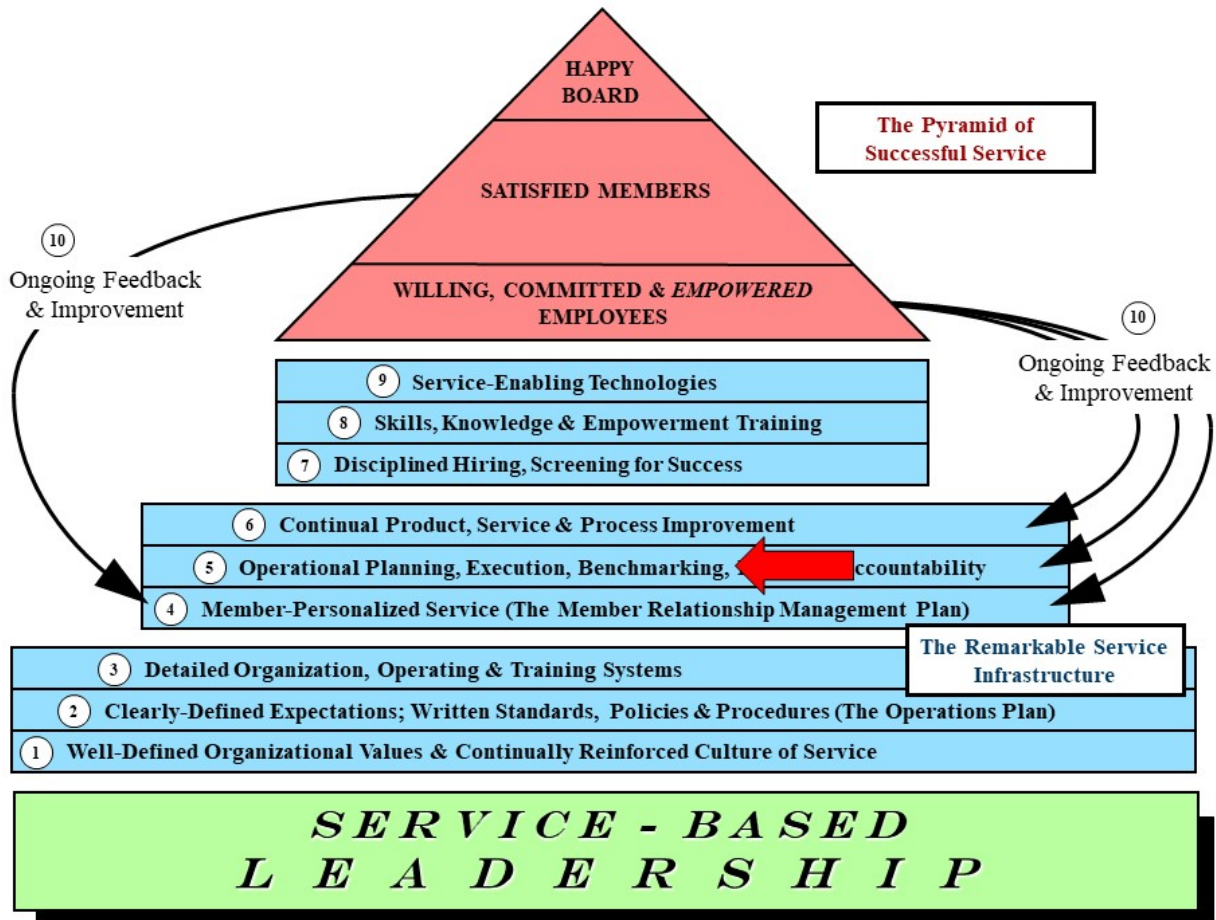 HAPPY
BOARD
The Pyramid of
Successful Service
SATISFIED MEMBERS
10
Ongoing Feedback
& Improvement
WILLING, COMMITTED & EMPOWERED
EMPLOYEES
10
Ongoing Feedback
& Improvement
9 Service-Enabling Technologies
8 Skills, Knowledge & Empowerment Training
7 Disciplined Hiring, Screening for Success
6 Continual Product, Service & Process Improvement
5 Operational Planning, Execution, Benchmarking,
4 Member-Personalized Service (The Member Relationship Management Plan)
The Remarkable Service
Infrastructure
3 Detailed Organization, Operating & Training Systems
2 Clearly-Defined Expectations; Written Standards, Policies & Procedures (The Operations Plan)
1 Well-Defined Organizational Values & Continually Reinforced Culture of Service
SERVICE - BASED
LEADERSHIP